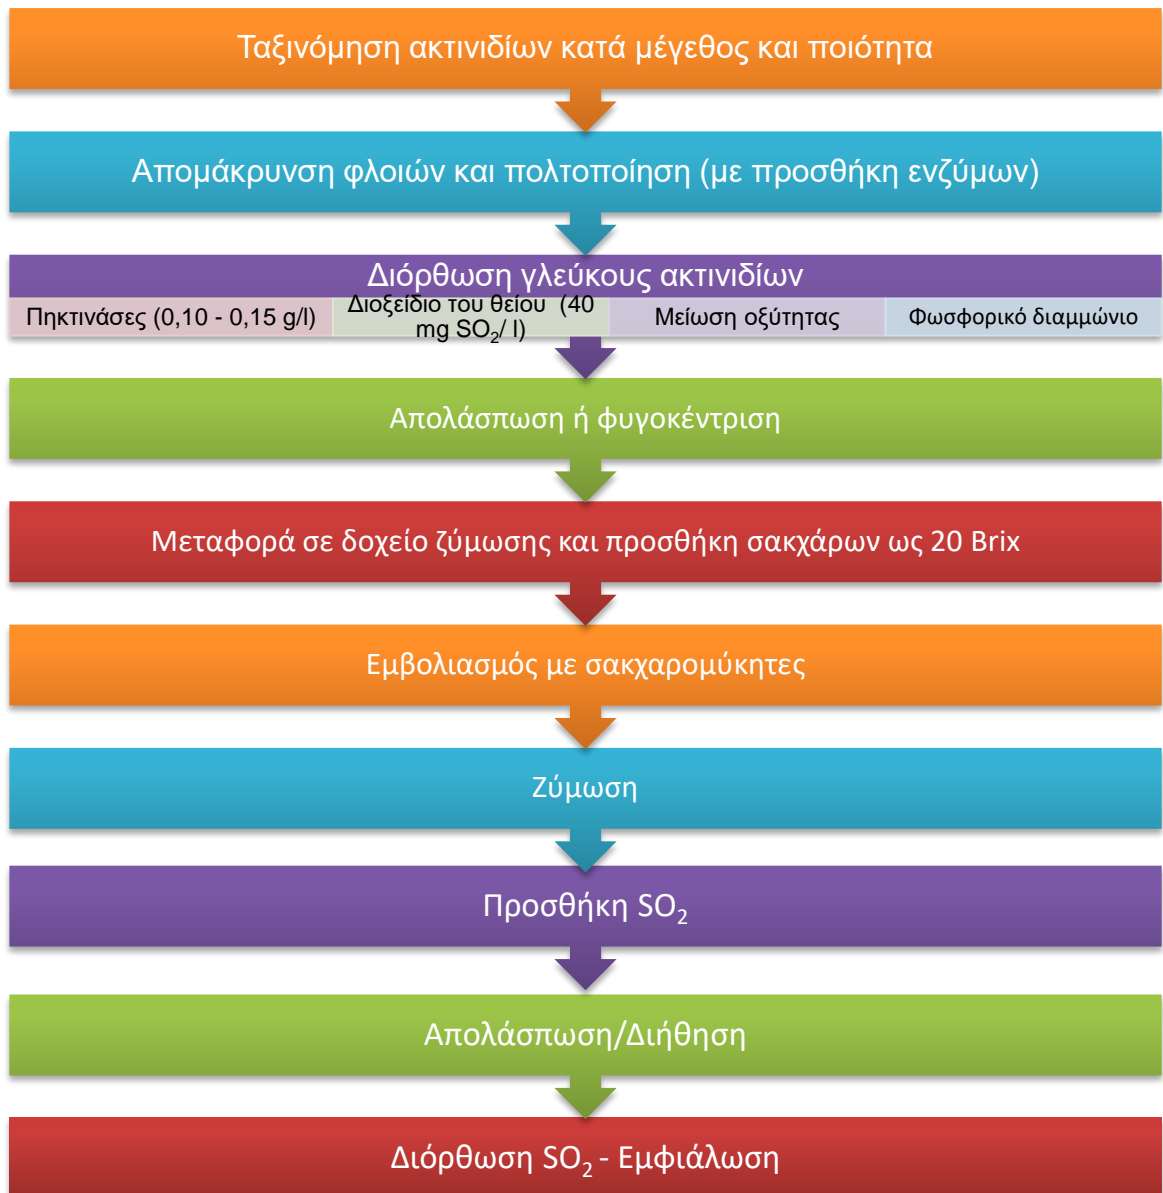 Ταξινόμηση ακτινιδίων κατά μέγεθος και ποιότητα
Απομάκρυνση φλοιών και πολτοποίηση (με προσθήκη ενζύμων)
Διόρθωση γλεύκους ακτινιδίων
Πηκτινάσες (0,10 - 0,15 g/l)
Διοξείδιο του θείου (40
mg SO₂/ l)
Μείωση οξύτητας
Φωσφορικό διαμμώνιο
Απολάσπωση ή φυγοκέντριση
Μεταφορά σε δοχείο ζύμωσης και προσθήκη σακχάρων ως 20 Brix
Εμβολιασμός με σακχαρομύκητες
Ζύμωση
Προσθήκη SO₂
Απολάσπωση/Διήθηση
Διόρθωση SO₂ - Εμφιάλωση